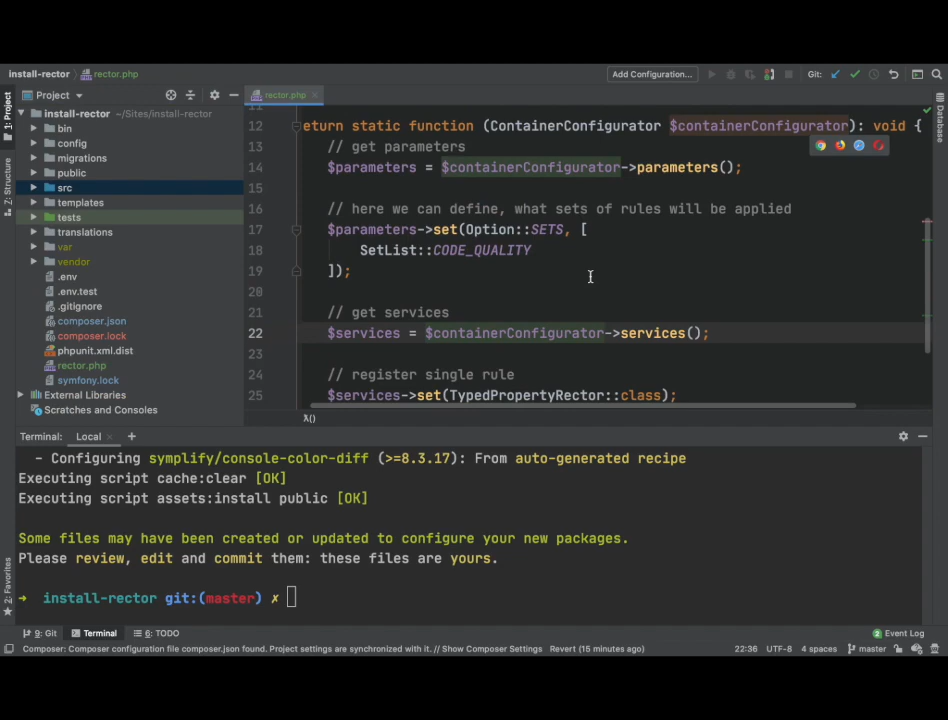 install-rector
rector.php
Add Configuration...
Git:
Project
rector.php
1: Project
Z: Structure
2: Favorites
Database
install-rector ~/Sites/install-rector
bin
config
migrations
public
src
templates
tests
translations
var
vendor
.env
.env.test
.gitignore
composer.json
composer.lock
phpunit.xml.dist
rector.php
symfony.lock
External Libraries
Scratches and Consoles
12 eturn static function (ContainerConfigurator $containerConfigurator): void {
13 // get parameters
14 $parameters = $containerConfigurator->parameters();
15
16 // here we can define, what sets of rules will be applied
17 $parameters->set(Option::SETS, [
18 SetList::CODE_QUALITY
19 ]);
20
21 // get services
22 $services = $containerConfigurator->services();
23
24 // register single rule
25 $services->set(TypedPropertyRector::class);
λ()
Terminal: Local
- Configuring symplify/console-color-diff (>=8.3.17): From auto-generated recipe
Executing script cache:clear [OK]
Executing script assets:install public [OK]
Some files may have been created or updated to configure your new packages.
Please review, edit and commit them: these files are yours.
➜ install-rector git:(master) ✗
9: Git
Terminal
6: TODO
2 Event Log
Composer: Composer configuration file composer.json found. Project settings are synchronized with it. // Show Composer Settings Revert (15 minutes ago)
22:36 UTF-8 4 spaces master